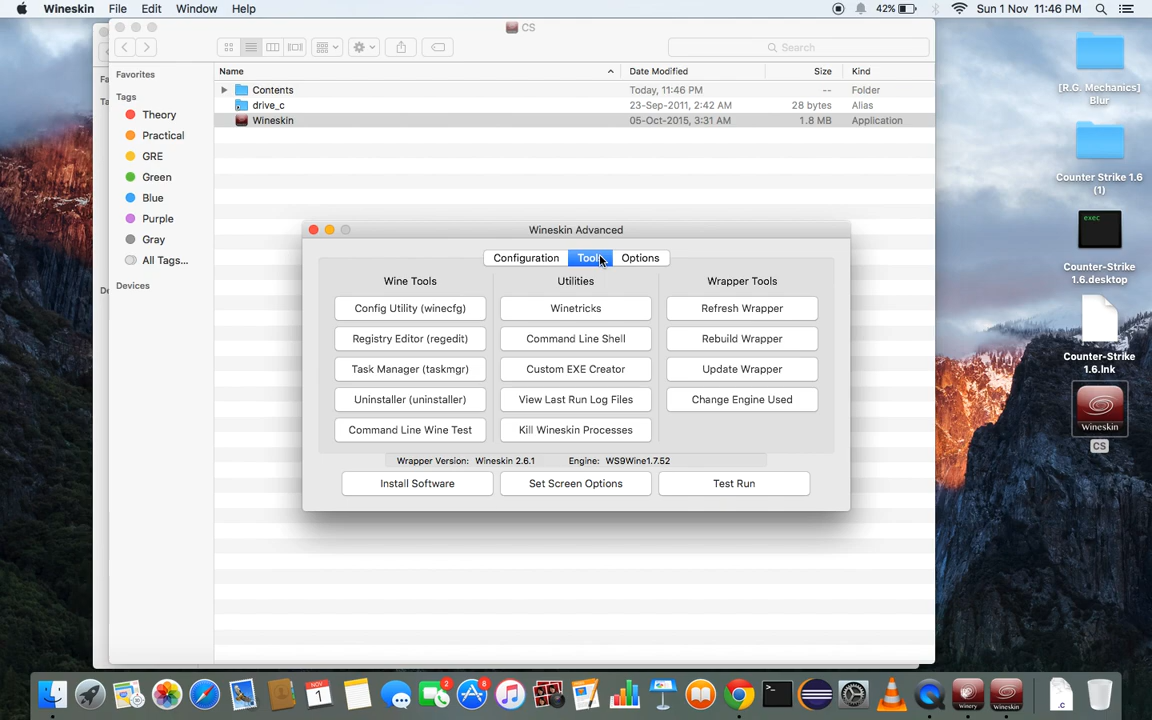 Wineskin File Edit Window Help
42% Sun 1 Nov 11:46 PM
CS
Search
Favorites
Tags
Theory
Practical
GRE
Green
Blue
Purple
Gray
All Tags...
Devices
Name Date Modified Size Kind
Contents Today, 11:46 PM -- Folder
drive_c 23-Sep-2011, 2:42 AM 28 bytes Alias
Wineskin 05-Oct-2015, 3:31 AM 1.8 MB Application
Wineskin Advanced
Configuration Tools Options
Wine Tools Utilities Wrapper Tools
Config Utility (winecfg) Winetricks Refresh Wrapper
Registry Editor (regedit) Command Line Shell Rebuild Wrapper
Task Manager (taskmgr) Custom EXE Creator Update Wrapper
Uninstaller (uninstaller) View Last Run Log Files Change Engine Used
Command Line Wine Test Kill Wineskin Processes
Wrapper Version: Wineskin 2.6.1 Engine: WS9Wine1.7.52
Install Software Set Screen Options Test Run
[R.G. Mechanics]
Blur
Counter Strike 1.6
(1)
exec
Counter-Strike
1.6.desktop
Counter-Strike
1.6.lnk
Wineskin
CS
NOV
1
2
6
Winery
Wineskin
.c